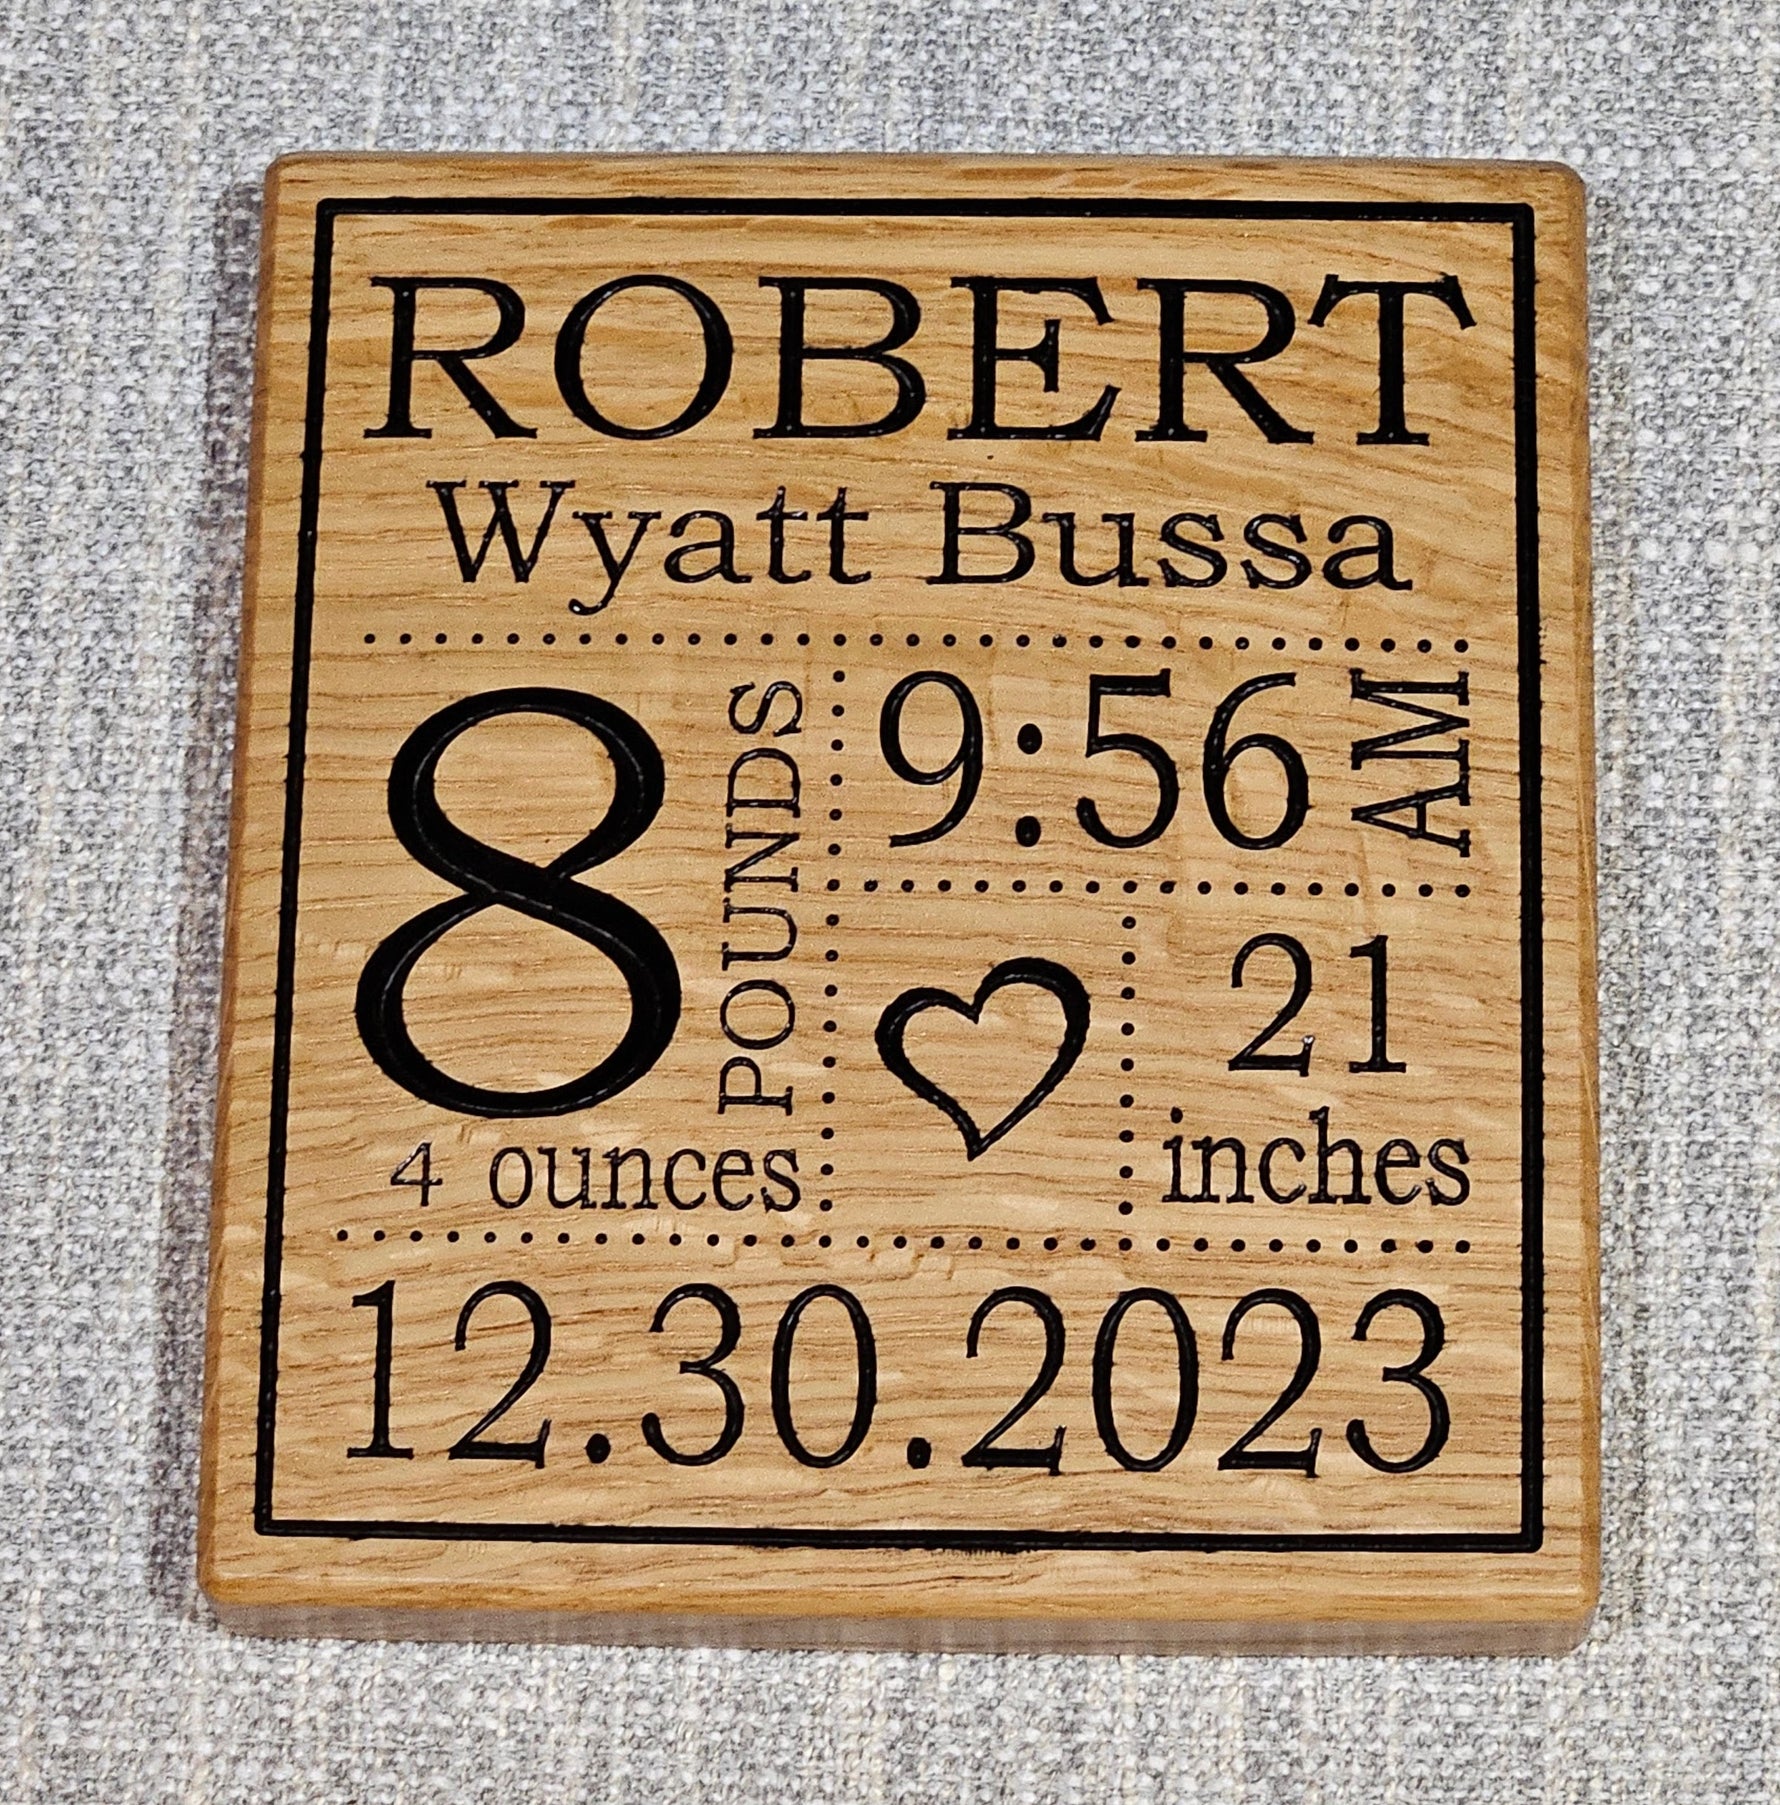 ROBERT
Wyatt Bussa
8 POUNDS
4 ounces
9:56 AM
21
inches
12.30.2023